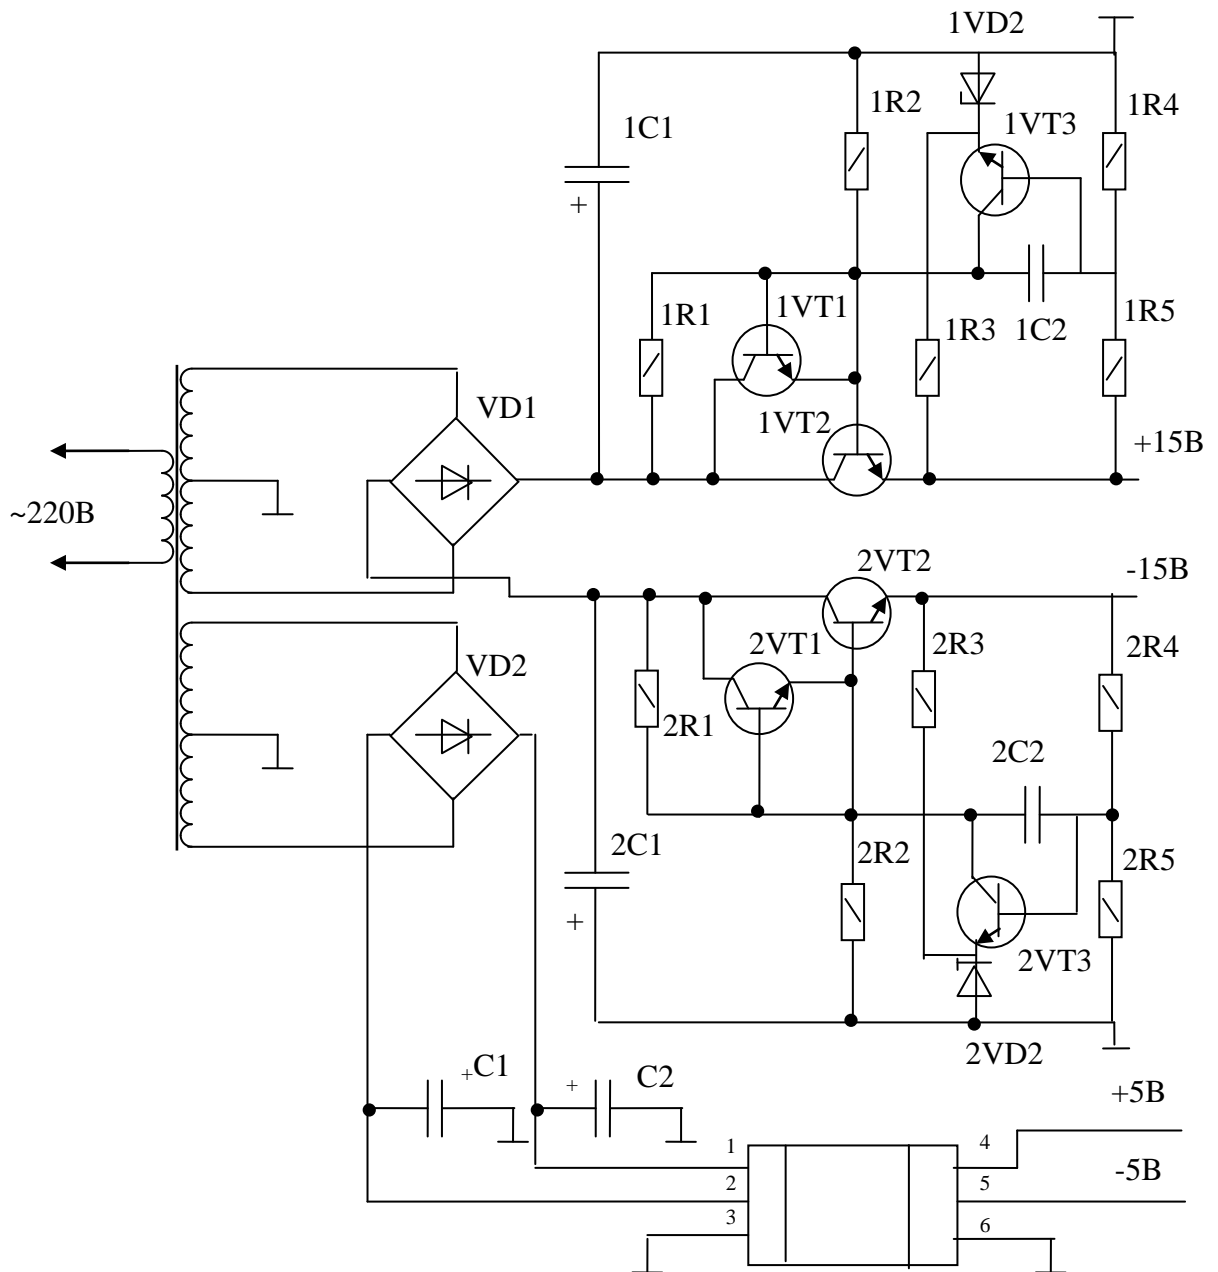 1VD2
1R2
1R4
1C1
1VT3
+
1R1
1VT1
1R3
1C2
1R5
VD1
1VT2
+15В
~220В
2VT2
-15В
2VT1
2R3
2R4
VD2
2R1
2C2
2C1
2R2
2R5
+
2VT3
2VD2
+C1
+
C2
+5В
1
4
-5В
2
5
3
6